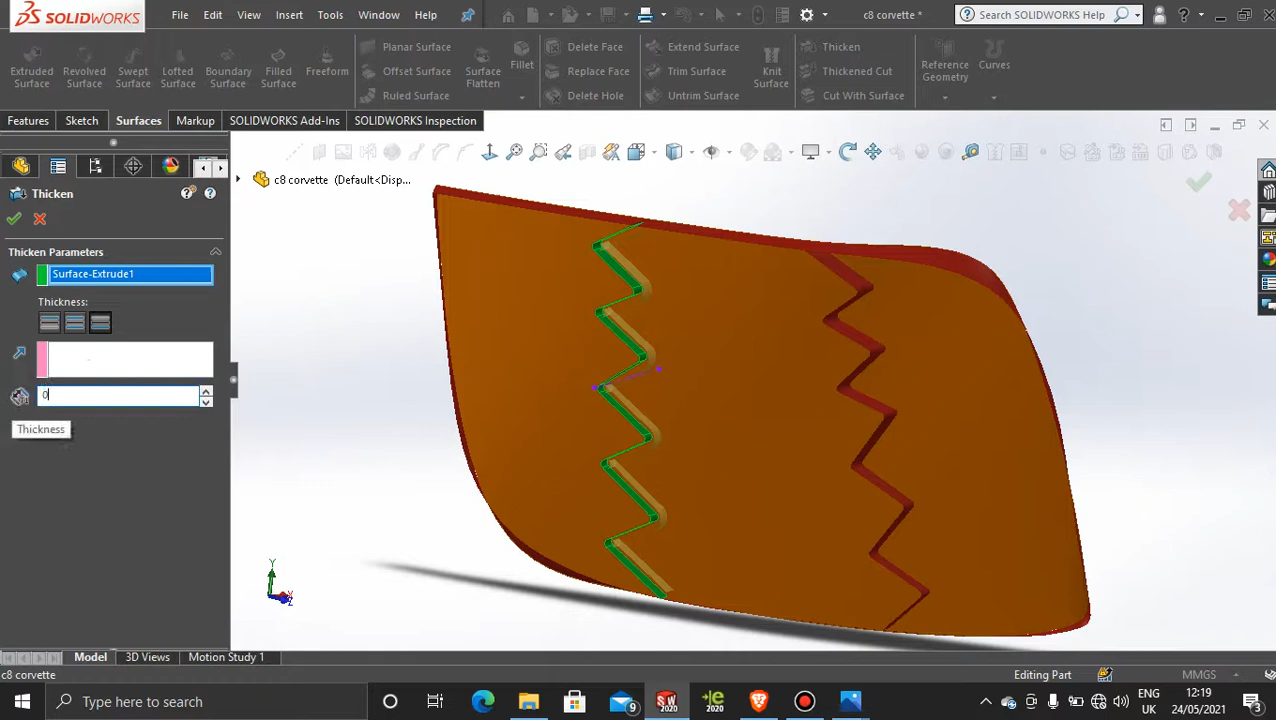 SOLIDWORKS File Edit View Insert Tools Window Help c8 corvette * Search SOLIDWORKS Help ?
Extruded Surface
Revolved Surface
Swept Surface
Lofted Surface
Boundary Surface
Filled Surface
Freeform
Planar Surface
Offset Surface
Ruled Surface
Surface Flatten
Fillet
Delete Face
Replace Face
Delete Hole
Extend Surface
Trim Surface
Untrim Surface
Knit Surface
Thicken
Thickened Cut
Cut With Surface
Reference Geometry
Curves
Features Sketch Surfaces Markup SOLIDWORKS Add-Ins SOLIDWORKS Inspection
c8 corvette (Default<Disp...
Thicken
Thicken Parameters
Surface-Extrude1
Thickness:
0
Thickness
Y
X
Z
Model 3D Views Motion Study 1
c8 corvette Editing Part MMGS
Type here to search
9
SW 2020
e 2020
ENG
UK
12:19
24/05/2021
3